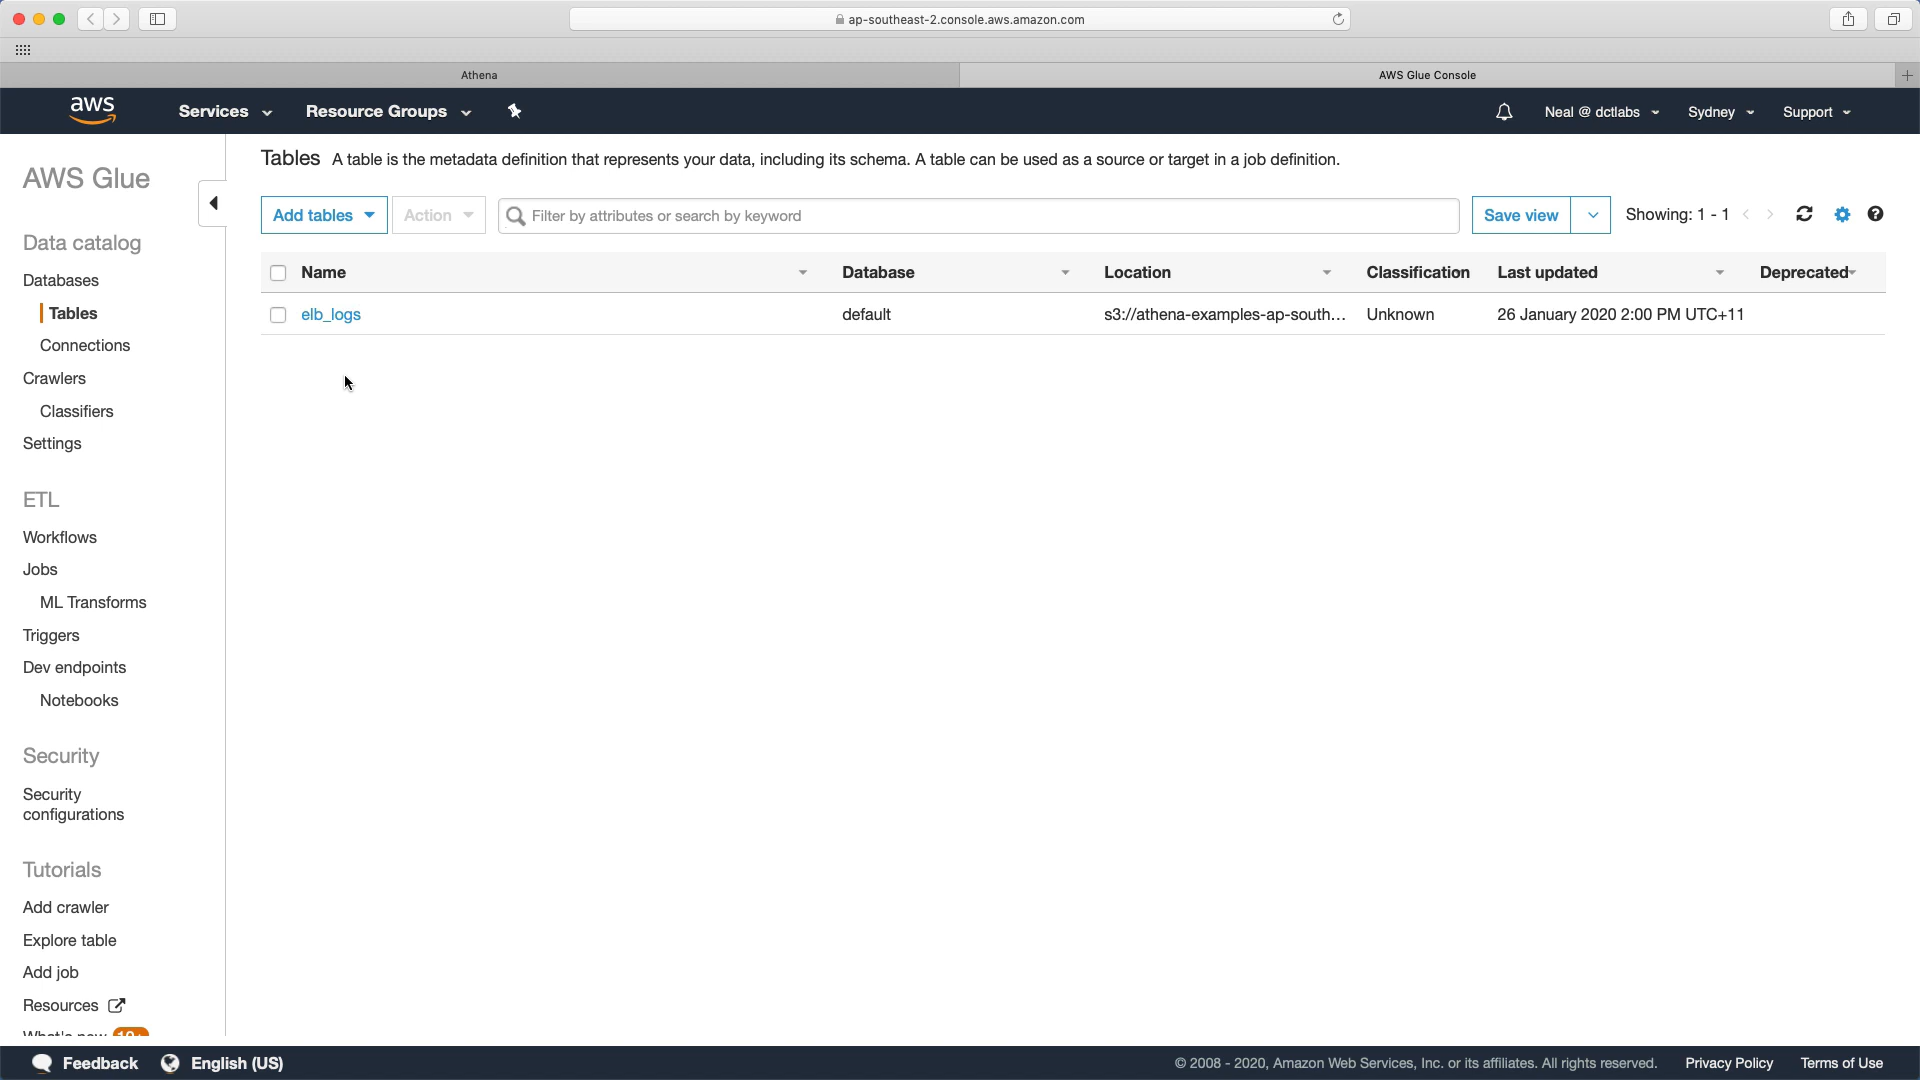 ap-southeast-2.console.aws.amazon.com
Athena
AWS Glue Console
aws
Services
Resource Groups
Neal @ dctlabs
Sydney
Support
AWS Glue
Data catalog
Databases
Tables
Connections
Crawlers
Classifiers
Settings
ETL
Workflows
Jobs
ML Transforms
Triggers
Dev endpoints
Notebooks
Security
Security
configurations
Tutorials
Add crawler
Explore table
Add job
Resources
What's new 10+
Tables A table is the metadata definition that represents your data, including its schema. A table can be used as a source or target in a job definition.
Add tables
Action
Filter by attributes or search by keyword
Save view
Showing: 1 - 1
Name Database Location Classification Last updated Deprecated
elb_logs default s3://athena-examples-ap-south... Unknown 26 January 2020 2:00 PM UTC+11
Feedback
English (US)
© 2008 - 2020, Amazon Web Services, Inc. or its affiliates. All rights reserved.
Privacy Policy
Terms of Use